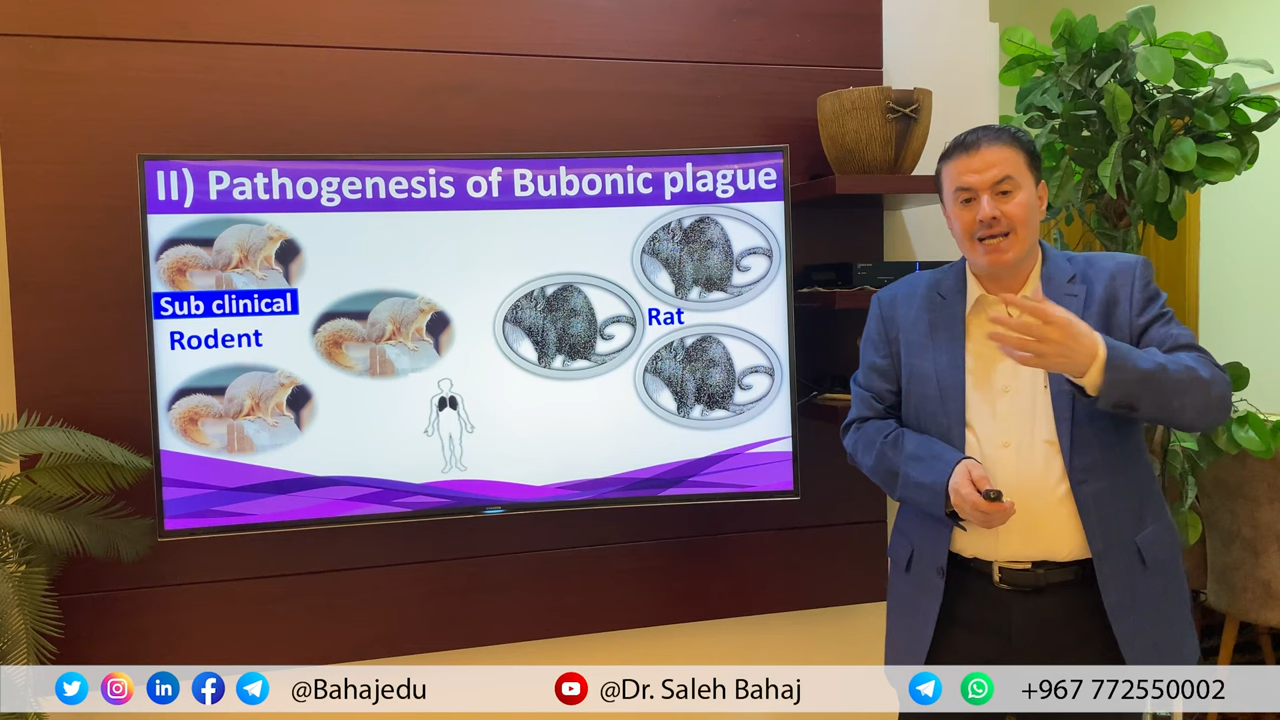 II) Pathogenesis of Bubonic plague
Sub clinical
Rodent
Rat
@Bahajedu
@Dr. Saleh Bahaj
+967 772550002